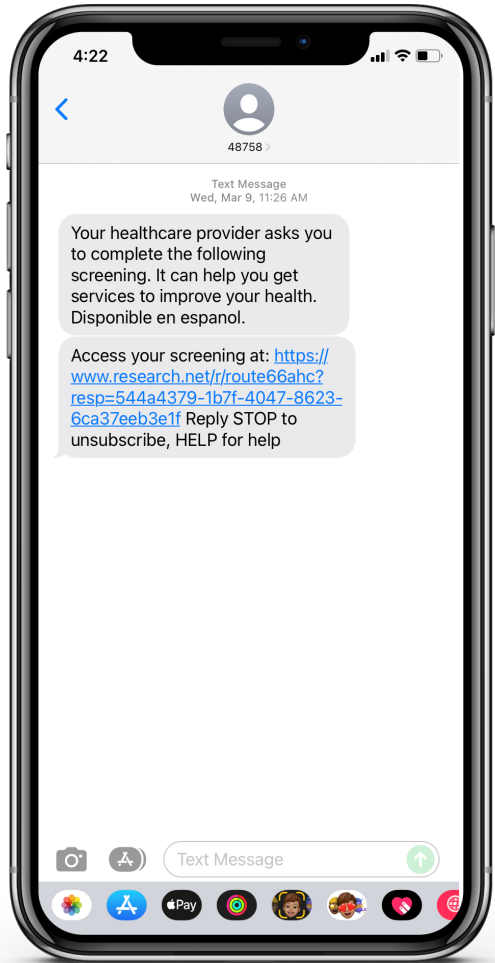 4:22
48758 >
Text Message
Wed, Mar 9, 11:26 AM
Your healthcare provider asks you
to complete the following
screening. It can help you get
services to improve your health.
Disponible en espanol.
Access your screening at: https://
www.research.net/r/route66ahc?
resp=544a4379-1b7f-4047-8623-
6ca37eeb3e1f Reply STOP to
unsubscribe, HELP for help
Text Message
Pay